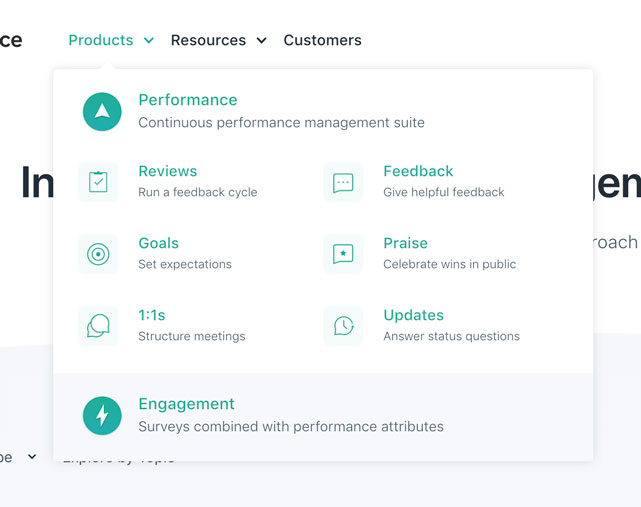 ce Products Resources Customers
Performance
Continuous performance management suite
Reviews
Run a feedback cycle
Feedback
Give helpful feedback
In
gen
Goals
Set expectations
Praise
Celebrate wins in public
roach
1:1s
Structure meetings
Updates
Answer status questions
Engagement
Surveys combined with performance attributes
pe